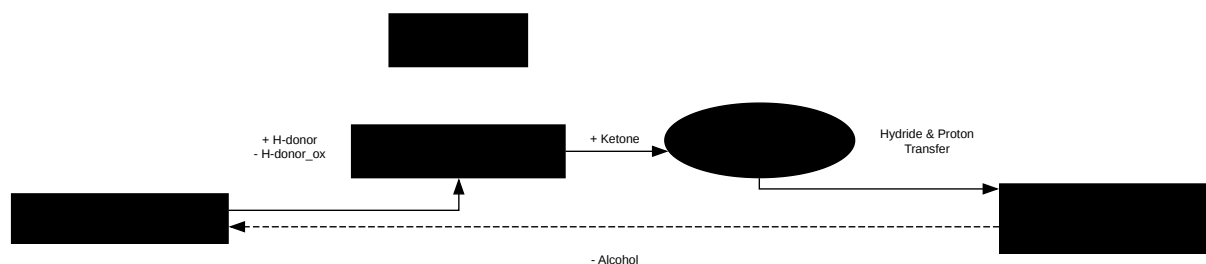 + H-donor
- H-donor_ox
+ Ketone
Hydride & Proton
Transfer
- Alcohol